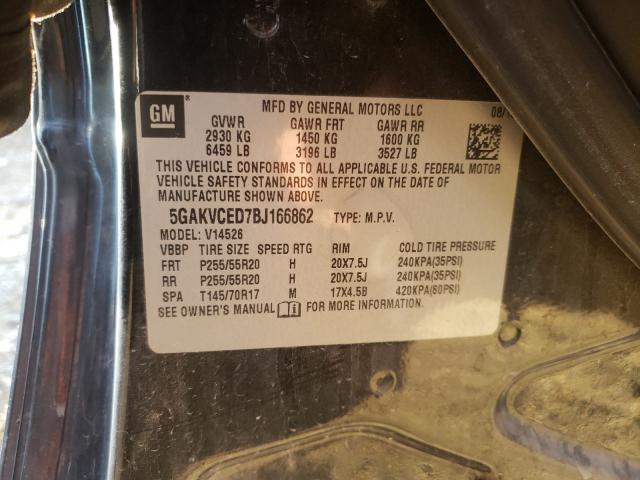 GM
MFD BY GENERAL MOTORS LLC
GVWR GAWR FRT GAWR RR
2930 KG 1450 KG 1600 KG
6459 LB 3196 LB 3527 LB
THIS VEHICLE CONFORMS TO ALL APPLICABLE U.S. FEDERAL MOTOR
VEHICLE SAFETY STANDARDS IN EFFECT ON THE DATE OF
MANUFACTURE SHOWN ABOVE.
5GAKVCED7BJ166862 TYPE: M.P.V.
MODEL: V14526
VBBP TIRE SIZE SPEED RTG RIM COLD TIRE PRESSURE
FRT P255/55R20 H 20X7.5J 240KPA(35PSI)
RR P255/55R20 H 20X7.5J 240KPA(35PSI)
SPA T145/70R17 M 17X4.5B 420KPA(60PSI)
SEE OWNER'S MANUAL FOR MORE INFORMATION.